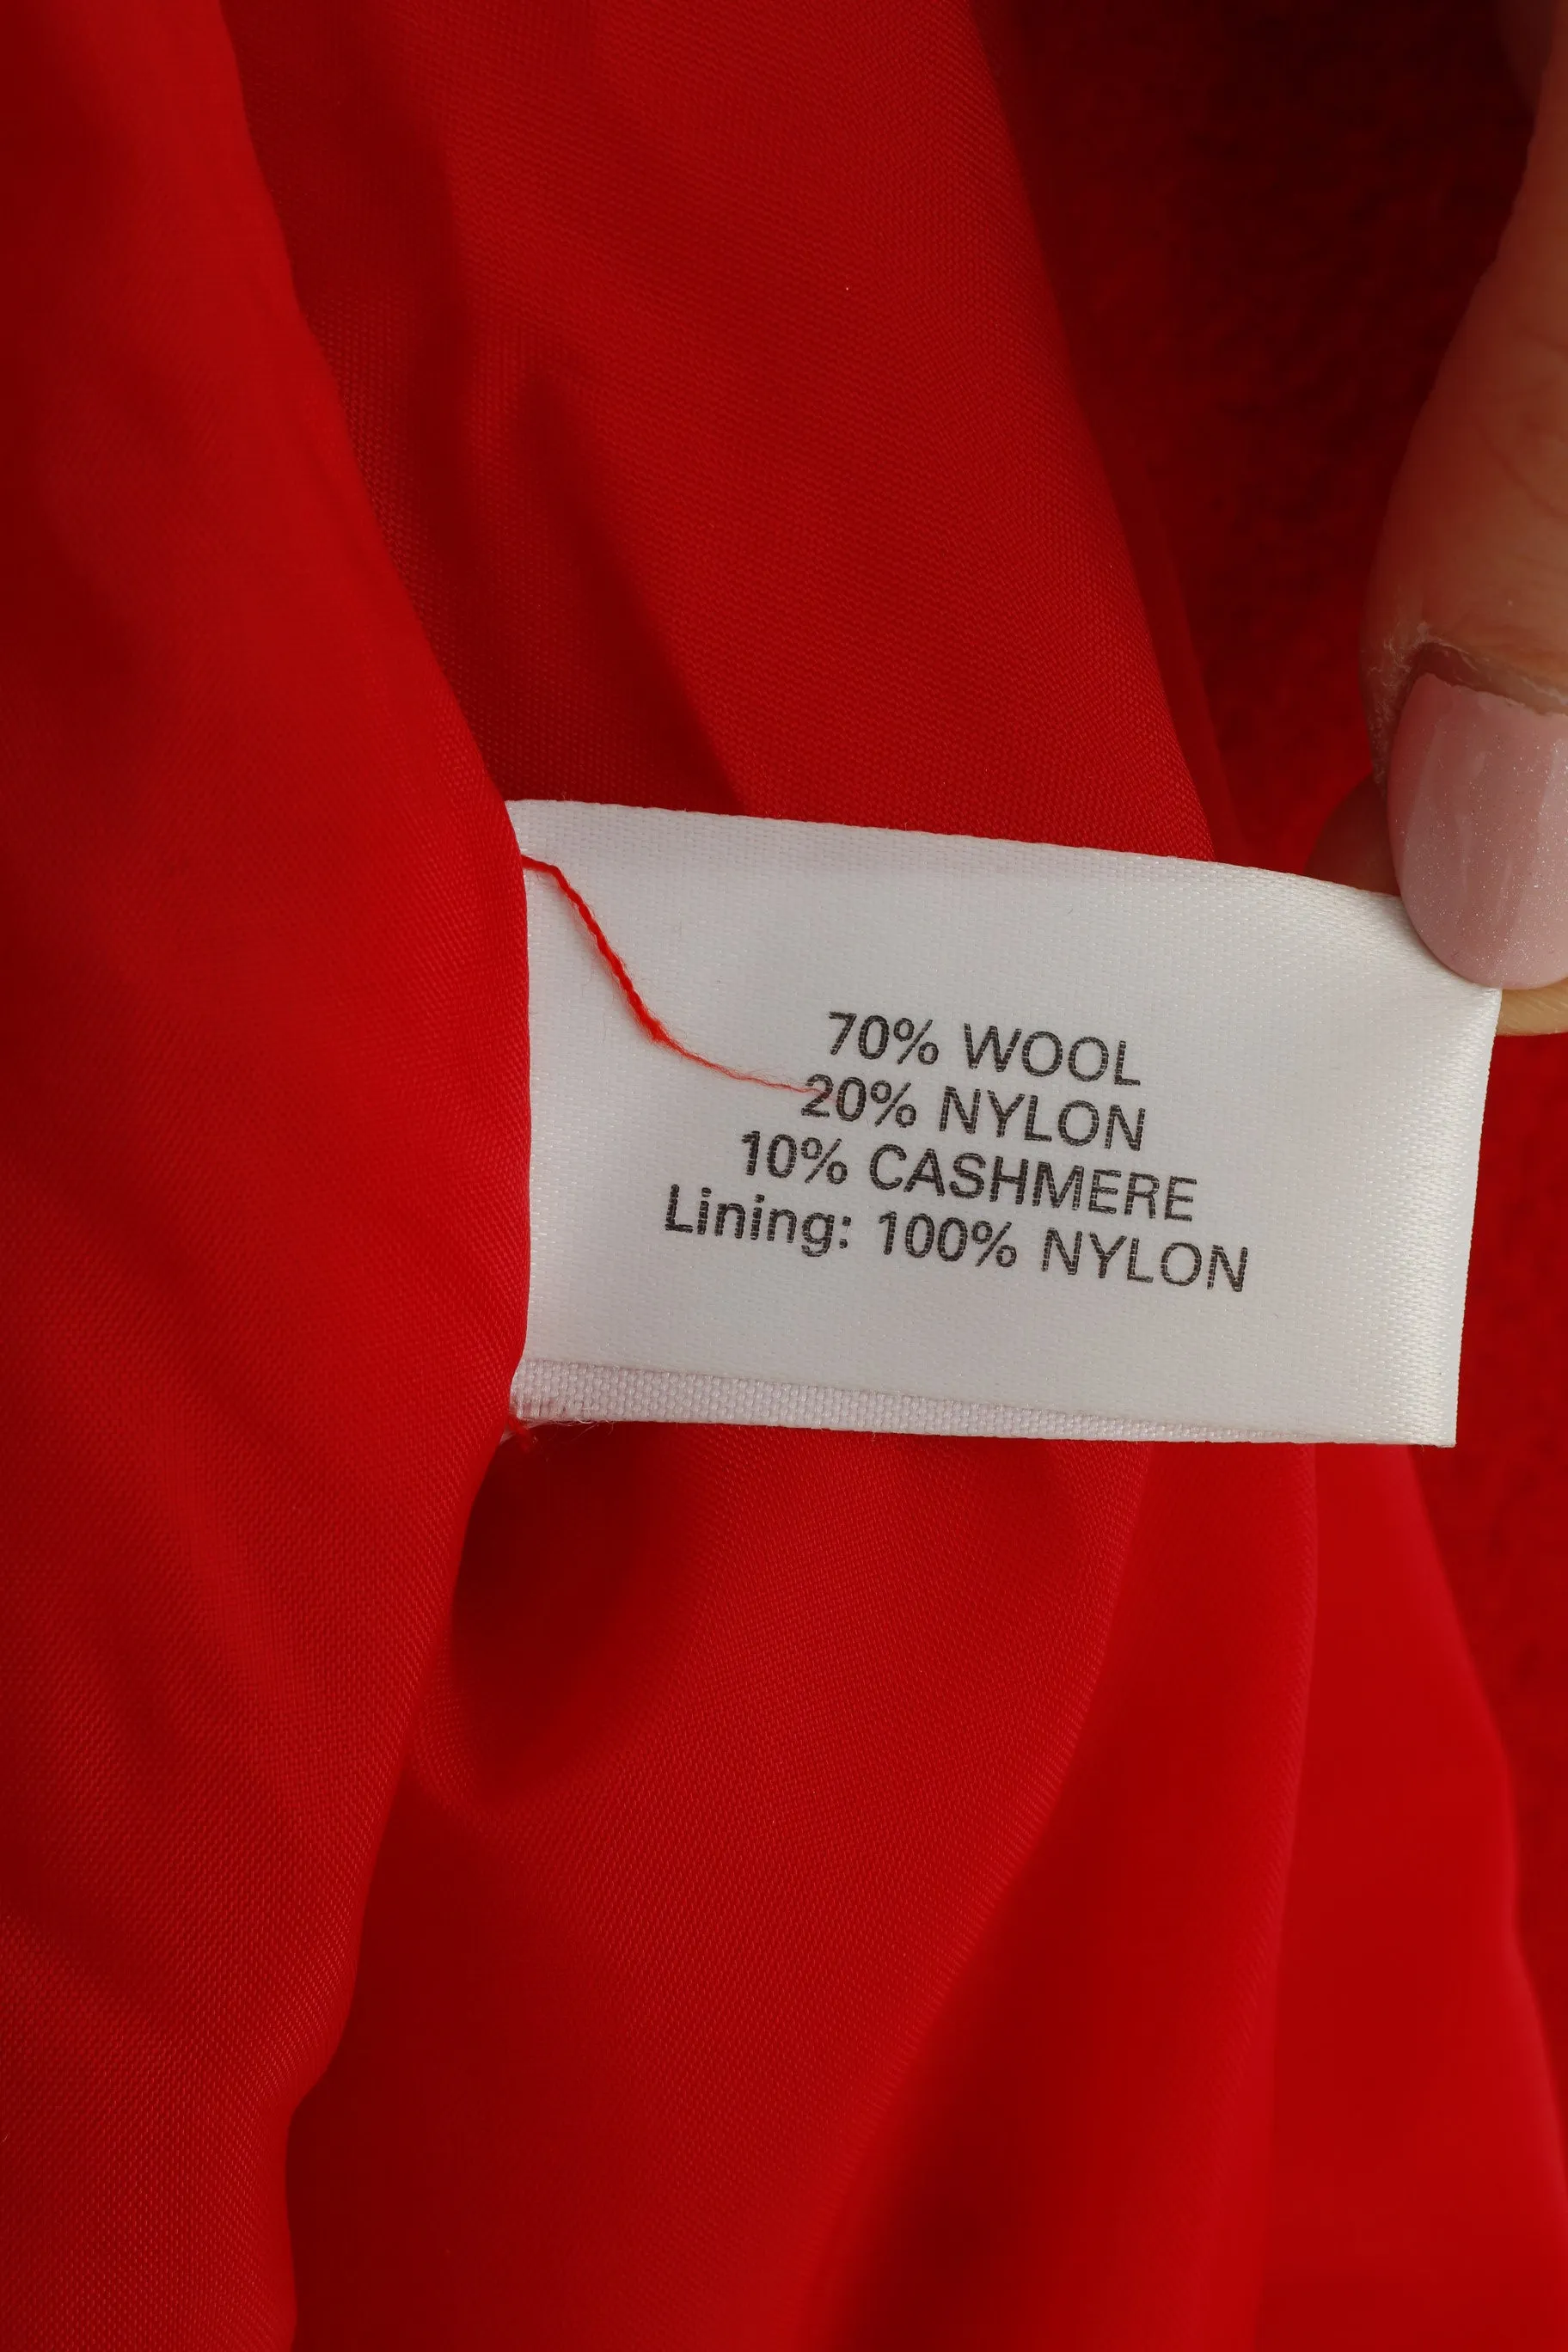 70% WOOL
20% NYLON
10% CASHMERE
Lining: 100% NYLON